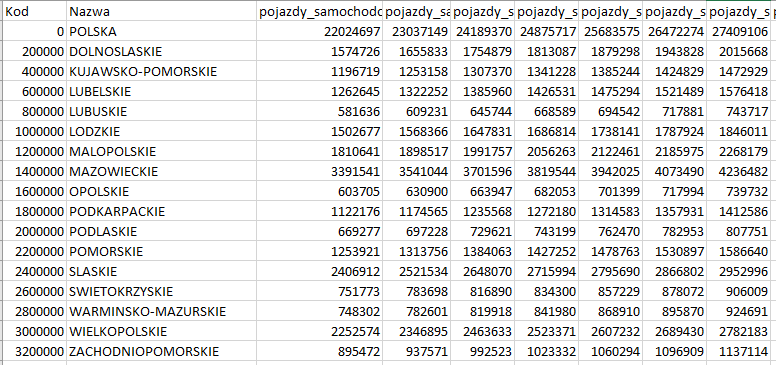 Kod Nazwa pojazdy_samochodo pojazdy_sa pojazdy_s pojazdy_s pojazdy_s pojazdy_s pojazdy_s p
0 POLSKA 22024697 23037149 24189370 24875717 25683575 26472274 27409106
200000 DOLNOSLASKIE 1574726 1655833 1754879 1813087 1879298 1943828 2015668
400000 KUJAWSKO-POMORSKIE 1196719 1253158 1307370 1341228 1385244 1424829 1472929
600000 LUBELSKIE 1262645 1322252 1385960 1426531 1475294 1521489 1576418
800000 LUBUSKIE 581636 609231 645744 668589 694542 717881 743717
1000000 LODZKIE 1502677 1568366 1647831 1686814 1738141 1787924 1846011
1200000 MALOPOLSKIE 1810641 1898517 1991757 2056263 2122461 2185975 2268179
1400000 MAZOWIECKIE 3391541 3541044 3701596 3819544 3942025 4073490 4236482
1600000 OPOLSKIE 603705 630900 663947 682053 701399 717994 739732
1800000 PODKARPACKIE 1122176 1174565 1235568 1272180 1314583 1357931 1412586
2000000 PODLASKIE 669277 697228 729621 743199 762470 782953 807751
2200000 POMORSKIE 1253921 1313756 1384063 1427252 1478763 1530897 1586640
2400000 SLASKIE 2406912 2521534 2648070 2715994 2795690 2866802 2952996
2600000 SWIETOKRZYSKIE 751773 783698 816890 834300 857229 878072 906009
2800000 WARMINSKO-MAZURSKIE 748302 782601 819918 841980 868910 895870 924691
3000000 WIELKOPOLSKIE 2252574 2346895 2463633 2523371 2607232 2689430 2782183
3200000 ZACHODNIOPOMORSKIE 895472 937571 992523 1023332 1060294 1096909 1137114